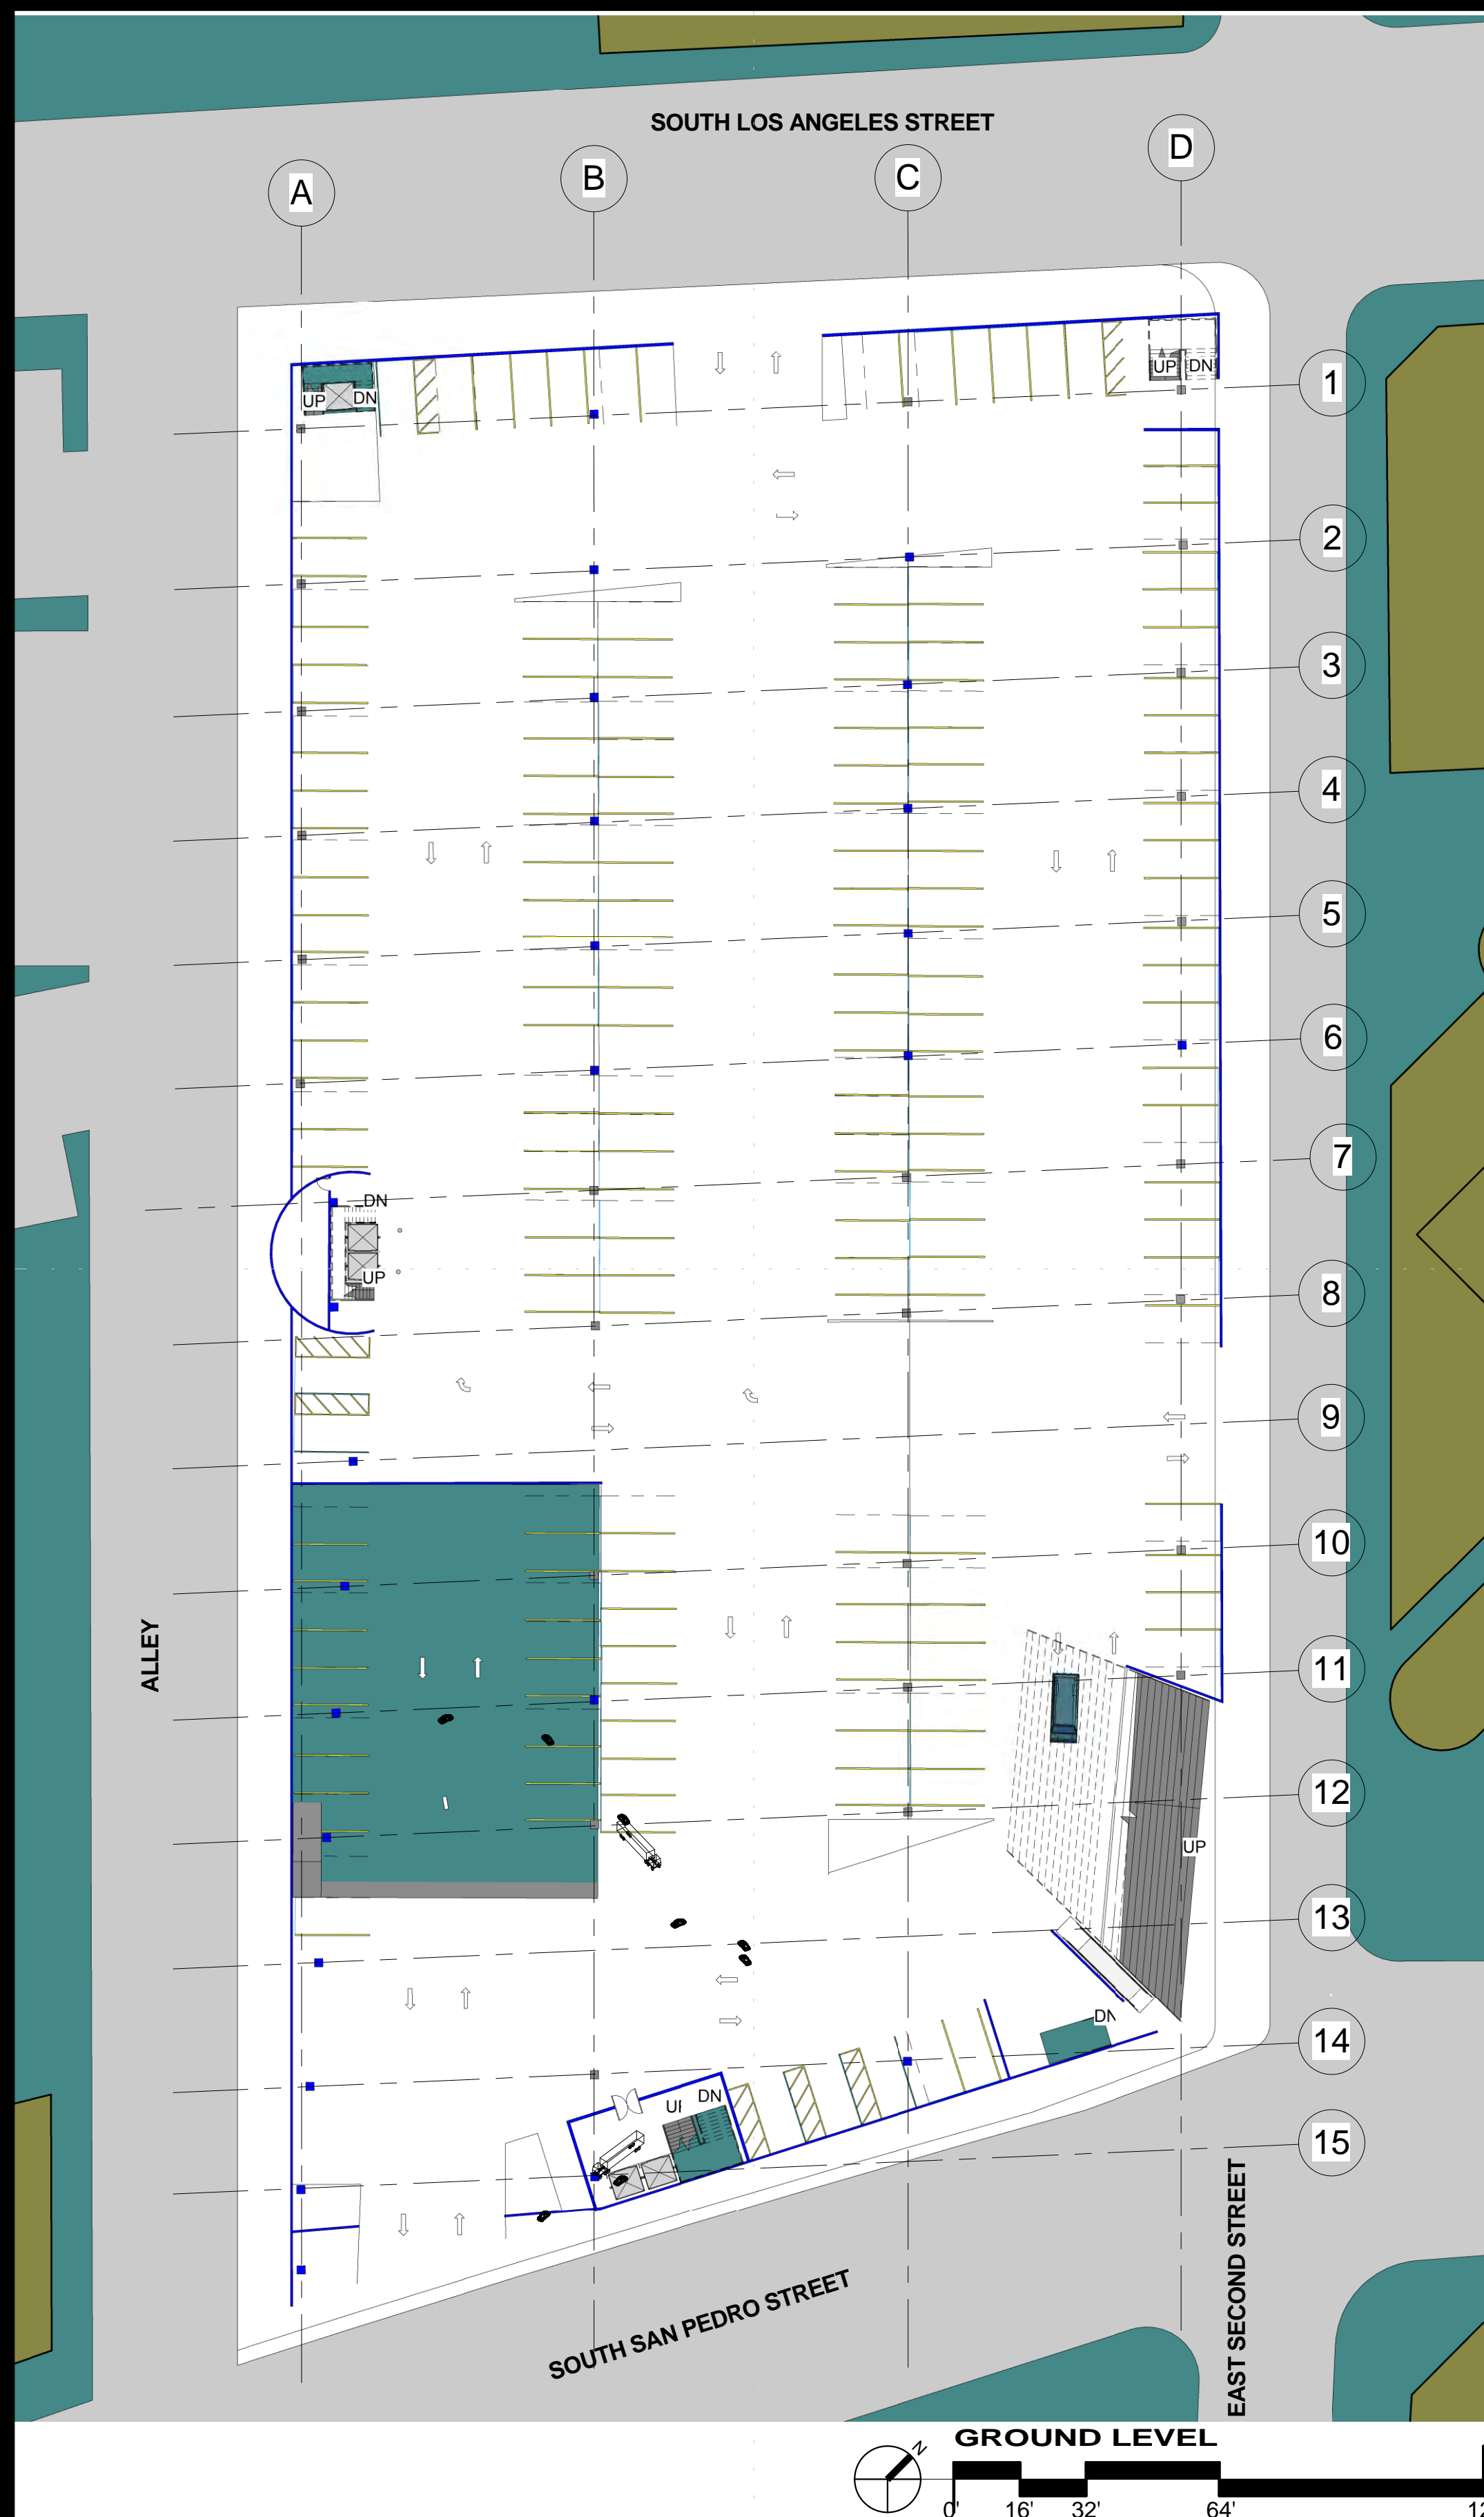 SOUTH LOS ANGELES STREET
A
B
C
D
UP
DN
UP
DN
1
2
3
4
5
6
7
DN
UP
8
9
10
ALLEY
11
12
UP
13
DN
14
DN
15
EAST SECOND STREET
SOUTH SAN PEDRO STREET
GROUND LEVEL
N
0'
16'
32'
64'